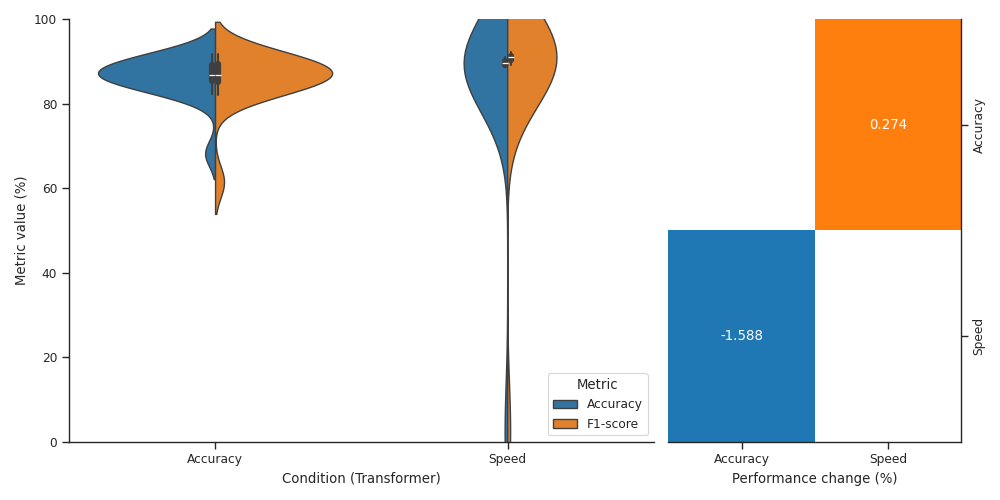 100
80
60
40
20
0
Metric value (%)
Accuracy
Speed
Condition (Transformer)
Metric
Accuracy
F1-score
0.274
-1.588
Accuracy
Speed
Accuracy
Speed
Performance change (%)